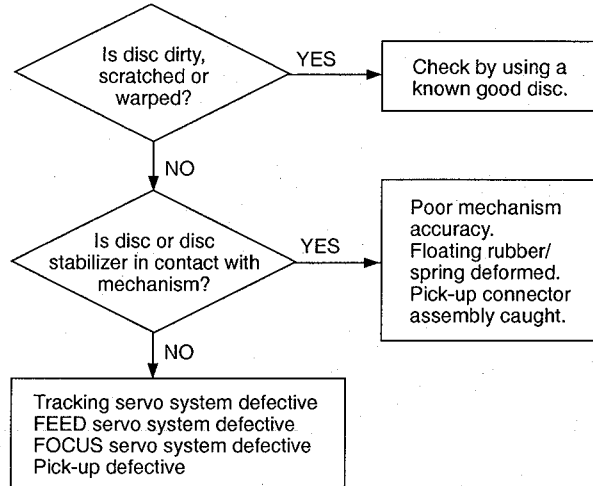 Is disc dirty,
scratched or
warped?
YES
Check by using a
known good disc.
NO
Is disc or disc
stabilizer in contact with
mechanism?
YES
Poor mechanism
accuracy.
Floating rubber/
spring deformed.
Pick-up connector
assembly caught.
NO
Tracking servo system defective
FEED servo system defective
FOCUS servo system defective
Pick-up defective